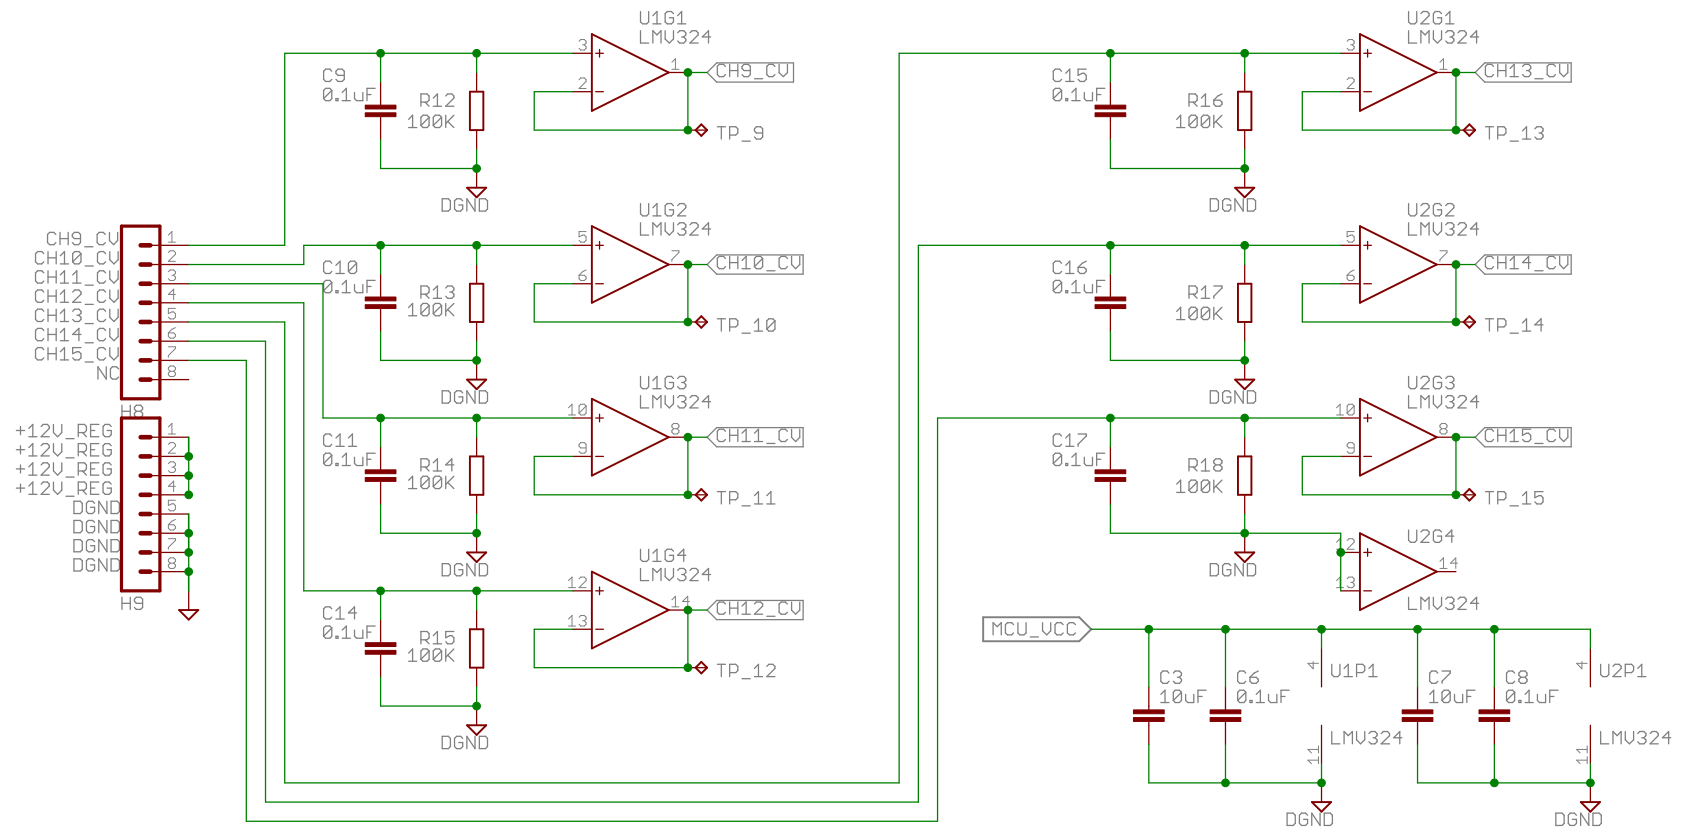 U1G1
LMV324
C9
0.1uF
R12
100K
3
2
1
CH9_CV
TP_9
DGND
U2G1
LMV324
C15
0.1uF
R16
100K
3
2
1
CH13_CV
TP_13
DGND
U1G2
LMV324
C10
0.1uF
R13
100K
5
6
7
CH10_CV
TP_10
DGND
U2G2
LMV324
C16
0.1uF
R17
100K
5
6
7
CH14_CV
TP_14
DGND
CH9_CV 1
CH10_CV 2
CH11_CV 3
CH12_CV 4
CH13_CV 5
CH14_CV 6
CH15_CV 7
NC 8
H8
+12V_REG 1
+12V_REG 2
+12V_REG 3
+12V_REG 4
DGND 5
DGND 6
DGND 7
DGND 8
H9
U1G3
LMV324
C11
0.1uF
R14
100K
10
9
8
CH11_CV
TP_11
DGND
U2G3
LMV324
C17
0.1uF
R18
100K
10
9
8
CH15_CV
TP_15
DGND
U1G4
LMV324
C14
0.1uF
R15
100K
12
13
14
CH12_CV
TP_12
DGND
U2G4
12
13
14
LMV324
MCU_VCC
C3
10uF
C6
0.1uF
4
U1P1
11
LMV324
DGND
C7
10uF
C8
0.1uF
4
U2P1
11
LMV324
DGND